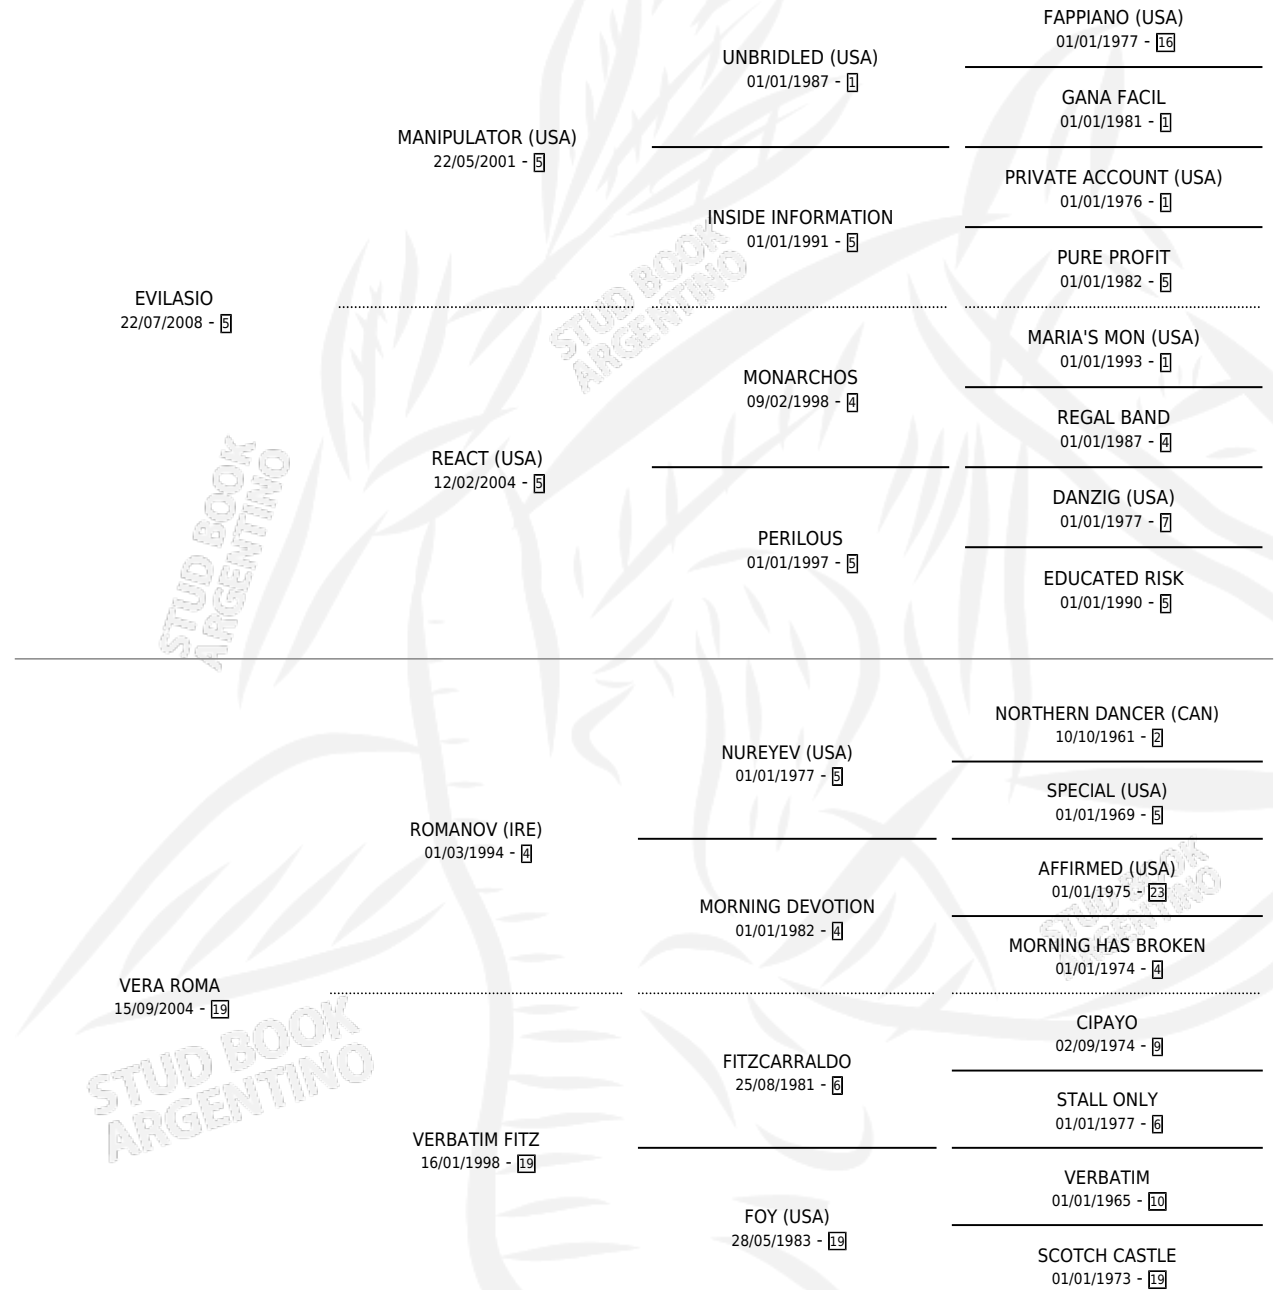 FAPPIANO (USA)
01/01/1977 - 16
UNBRIDLED (USA)
01/01/1987 - 1
GANA FACIL
01/01/1981 - 1
MANIPULATOR (USA)
22/05/2001 - 5
PRIVATE ACCOUNT (USA)
01/01/1976 - 1
INSIDE INFORMATION
01/01/1991 - 5
PURE PROFIT
01/01/1982 - 5
EVILASIO
22/07/2008 - 5
STUD BOOK
ARGENTINO
MARIA'S MON (USA)
01/01/1993 - 1
MONARCHOS
09/02/1998 - 4
REGAL BAND
01/01/1987 - 4
REACT (USA)
12/02/2004 - 5
DANZIG (USA)
01/01/1977 - 7
PERILOUS
01/01/1997 - 5
EDUCATED RISK
01/01/1990 - 5
STUD BOOK
ARGENTINO
NORTHERN DANCER (CAN)
10/10/1961 - 2
NUREYEV (USA)
01/01/1977 - 5
SPECIAL (USA)
01/01/1969 - 5
ROMANOV (IRE)
01/03/1994 - 4
AFFIRMED (USA)
01/01/1975 - 23
MORNING DEVOTION
01/01/1982 - 4
MORNING HAS BROKEN
01/01/1974 - 4
STUD BOOK
ARGENTINO
VERA ROMA
15/09/2004 - 19
CIPAYO
02/09/1974 - 9
FITZCARRALDO
25/08/1981 - 6
STALL ONLY
01/01/1977 - 6
STUD BOOK
ARGENTINO
VERBATIM FITZ
16/01/1998 - 19
VERBATIM
01/01/1965 - 10
FOY (USA)
28/05/1983 - 19
SCOTCH CASTLE
01/01/1973 - 19